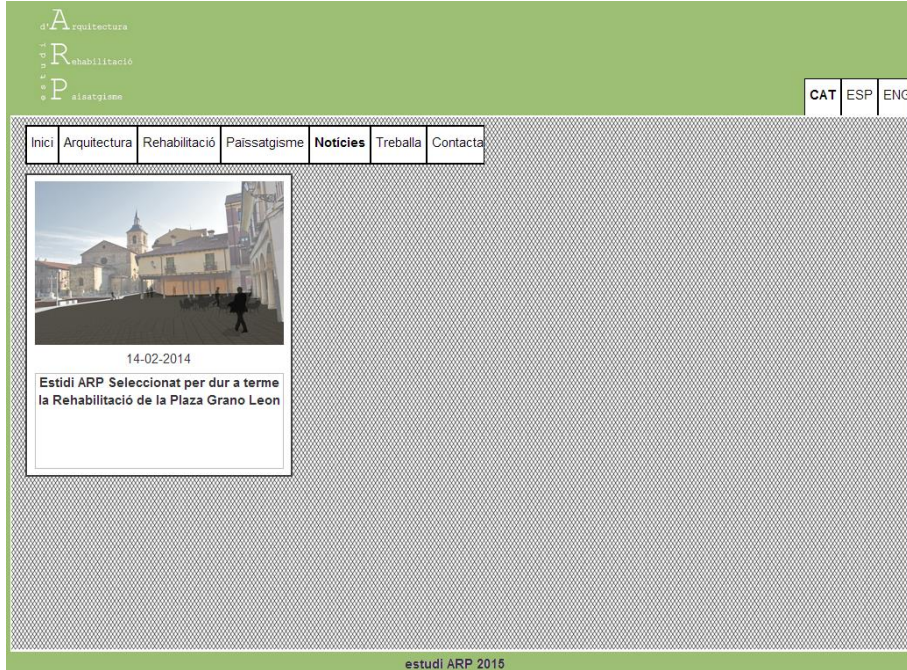 d'Arquitectura
Rehabilitació
Paisatgisme
estudi
CAT ESP ENG
Inici Arquitectura Rehabilitació Païssatgisme Notícies Treballa Contacta
14-02-2014
Estidi ARP Seleccionat per dur a terme
la Rehabilitació de la Plaza Grano Leon
estudi ARP 2015